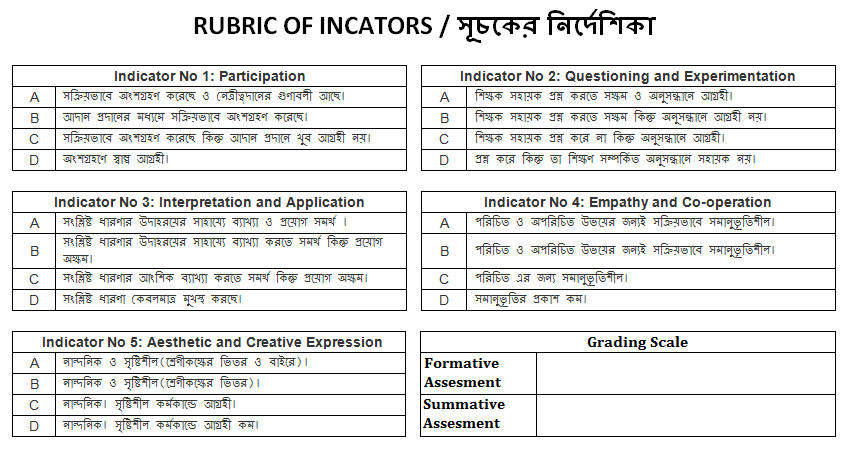 RUBRIC OF INCATORS / সূচকের নির্দেশিকা
Indicator No 1: Participation
A সক্রিয়ভাবে অংশগ্রহণ করেছে ও নেত্রীত্বদানের গুণাবলী আছে।
B আদান প্রদানের মধ্যমে সক্রিয়ভাবে অংশগ্রহণ করেছে।
C সক্রিয়ভাবে অংশগ্রহণ করেছে কিন্তু আদান প্রদানে খুব আগ্রহী নয়।
D অংশগ্রহণে স্বাল্প আগ্রহী।
Indicator No 2: Questioning and Experimentation
A শিক্ষক সহায়ক প্রশ্ন করতে সক্ষম ও অনুসন্ধানে আগ্রহী।
B শিক্ষক সহায়ক প্রশ্ন করতে সক্ষম কিন্তু অনুসন্ধানে আগ্রহী নয়।
C শিক্ষক সহায়ক প্রশ্ন করে না কিন্তু অনুসন্ধানে আগ্রহী।
D প্রশ্ন করে কিন্তু তা শিক্ষণ সম্পর্কিত অনুসন্ধানে সহায়ক নয়।
Indicator No 3: Interpretation and Application
A সংশ্লিষ্ট ধারণার উদাহরয়ের সাহায্যে ব্যাখ্যা ও প্রয়োগ সমর্থ ।
B সংশ্লিষ্ট ধারণার উদাহরয়ের সাহায্যে ব্যাখ্যা করতে সমর্থ কিন্তু প্রয়োগ
অক্ষম।
C সংশ্লিষ্ট ধারণার আংশিক ব্যাখ্যা করতে সমর্থ কিন্তু প্রয়োগ অক্ষম।
D সংশ্লিষ্ট ধারণা কেবলমাত্র মুখস্ত করছে।
Indicator No 4: Empathy and Co-operation
A পরিচিত ও অপরিচিত উভয়ের জন্যই সক্রিয়ভাবে সমানুভূতিশীল।
B পরিচিত ও অপরিচিত উয়য়ের জন্যই সক্রিয়ভাবে সমানুভূতিশীল।
C পরিচিত এর জন্য সমানুভূতিশীল।
D সমানুভূতির প্রকাশ কম।
Indicator No 5: Aesthetic and Creative Expression
A নান্দনিক ও সৃষ্টিশীল(শ্রেণীকক্ষের ভিতর ও বাইরে)।
B নান্দনিক ও সৃষ্টিশীল(শ্রেণীকক্ষের ভিতর)।
C নান্দনিক। সৃষ্টিশীল কর্মকান্ডে আগ্রহী।
D নান্দনিক। সৃষ্টিশীল কর্মকান্ডে আগ্রহী কম।
Grading Scale
Formative
Assesment
Summative
Assesment